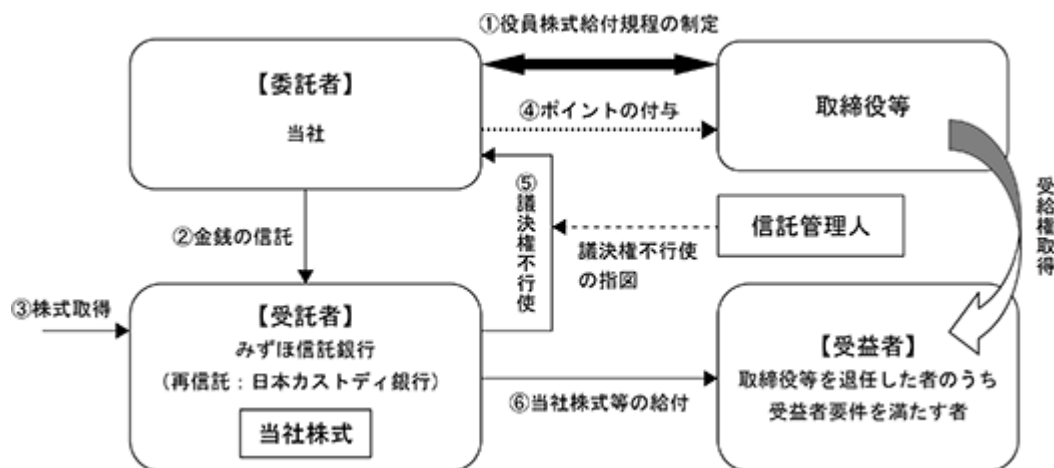 ①役員株式給付規程の制定
【委託者】
当社
④ポイントの付与
取締役等
②金銭の信託
⑤議決権不行使
議決権不行使
の指図
信託管理人
受給権取得
③株式取得
【受託者】
みずほ信託銀行
（再信託：日本カストディ銀行）
当社株式
⑥当社株式等の給付
【受益者】
取締役等を退任した者のうち
受益者要件を満たす者